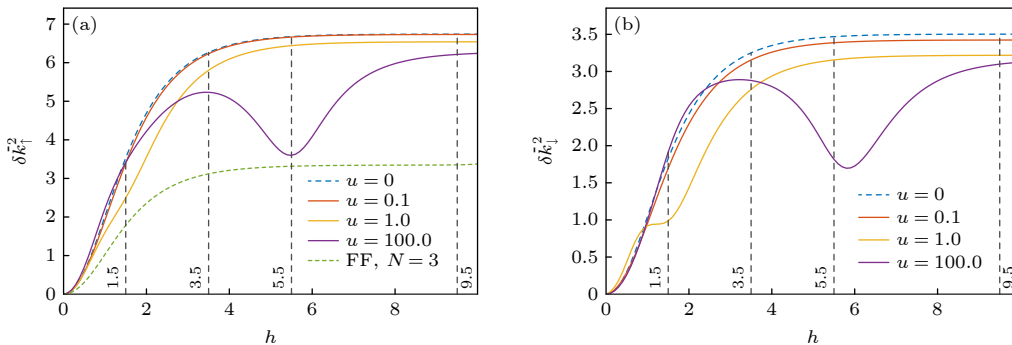 (a)
7
6
5
4
3
2
1
0
δk̄²↑
1.5
3.5
5.5
9.5
u = 0
u = 0.1
u = 1.0
u = 100.0
FF, N = 3
0 2 4 6 8
h
(b)
3.5
3.0
2.5
2.0
1.5
1.0
0.5
0
δk̄²↓
1.5
3.5
5.5
9.5
u = 0
u = 0.1
u = 1.0
u = 100.0
0 2 4 6 8
h